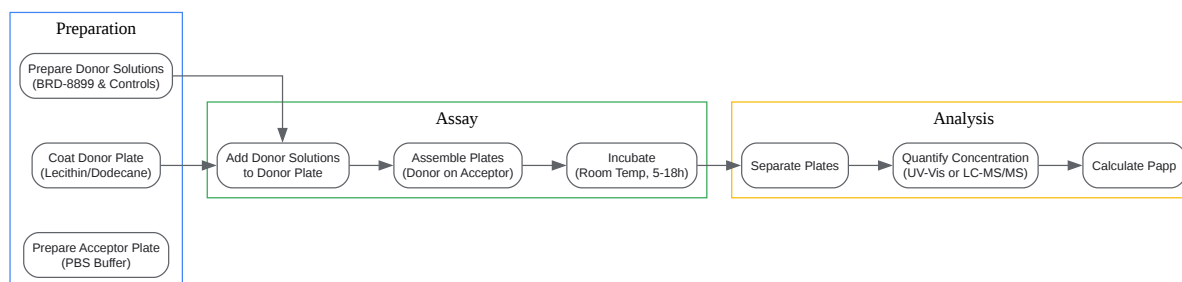 Preparation
Prepare Donor Solutions
(BRD-8899 & Controls)
Coat Donor Plate
(Lecithin/Dodecane)
Prepare Acceptor Plate
(PBS Buffer)
Assay
Add Donor Solutions
to Donor Plate
Assemble Plates
(Donor on Acceptor)
Incubate
(Room Temp, 5-18h)
Analysis
Separate Plates
Quantify Concentration
(UV-Vis or LC-MS/MS)
Calculate Papp